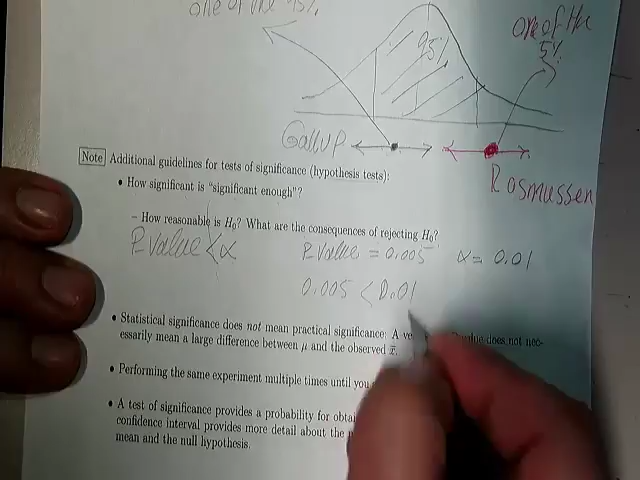 one of the 95%
one of the
5%
95%
Gallup
Rasmussen
Note Additional guidelines for tests of significance (hypothesis tests):
• How significant is "significant enough"?
– How reasonable is H₀? What are the consequences of rejecting H₀?
P value < α P value = 0.005 α = 0.01
0.005 < 0.01
• Statistical significance does not mean practical significance: A value does not nec-
essarily mean a large difference between μ and the observed x̄.
• Performing the same experiment multiple times until you
• A test of significance provides a probability for
confidence interval provides more detail about the
mean and the null hypothesis.